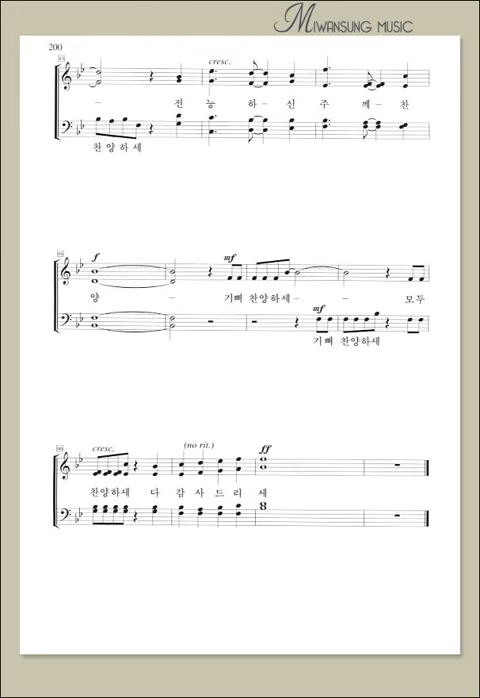 MIWANSUNG MUSIC
200
83
cresc.
- 전 능 하 - 신 주 께 - 찬
찬 양 하 세
f
mf
양 - 기 뻐 찬양하세 - - 모두
mf
기 뻐 찬양하세
90
cresc.
(no rit.)
ff
찬양하세 다 감 사 드 리 세